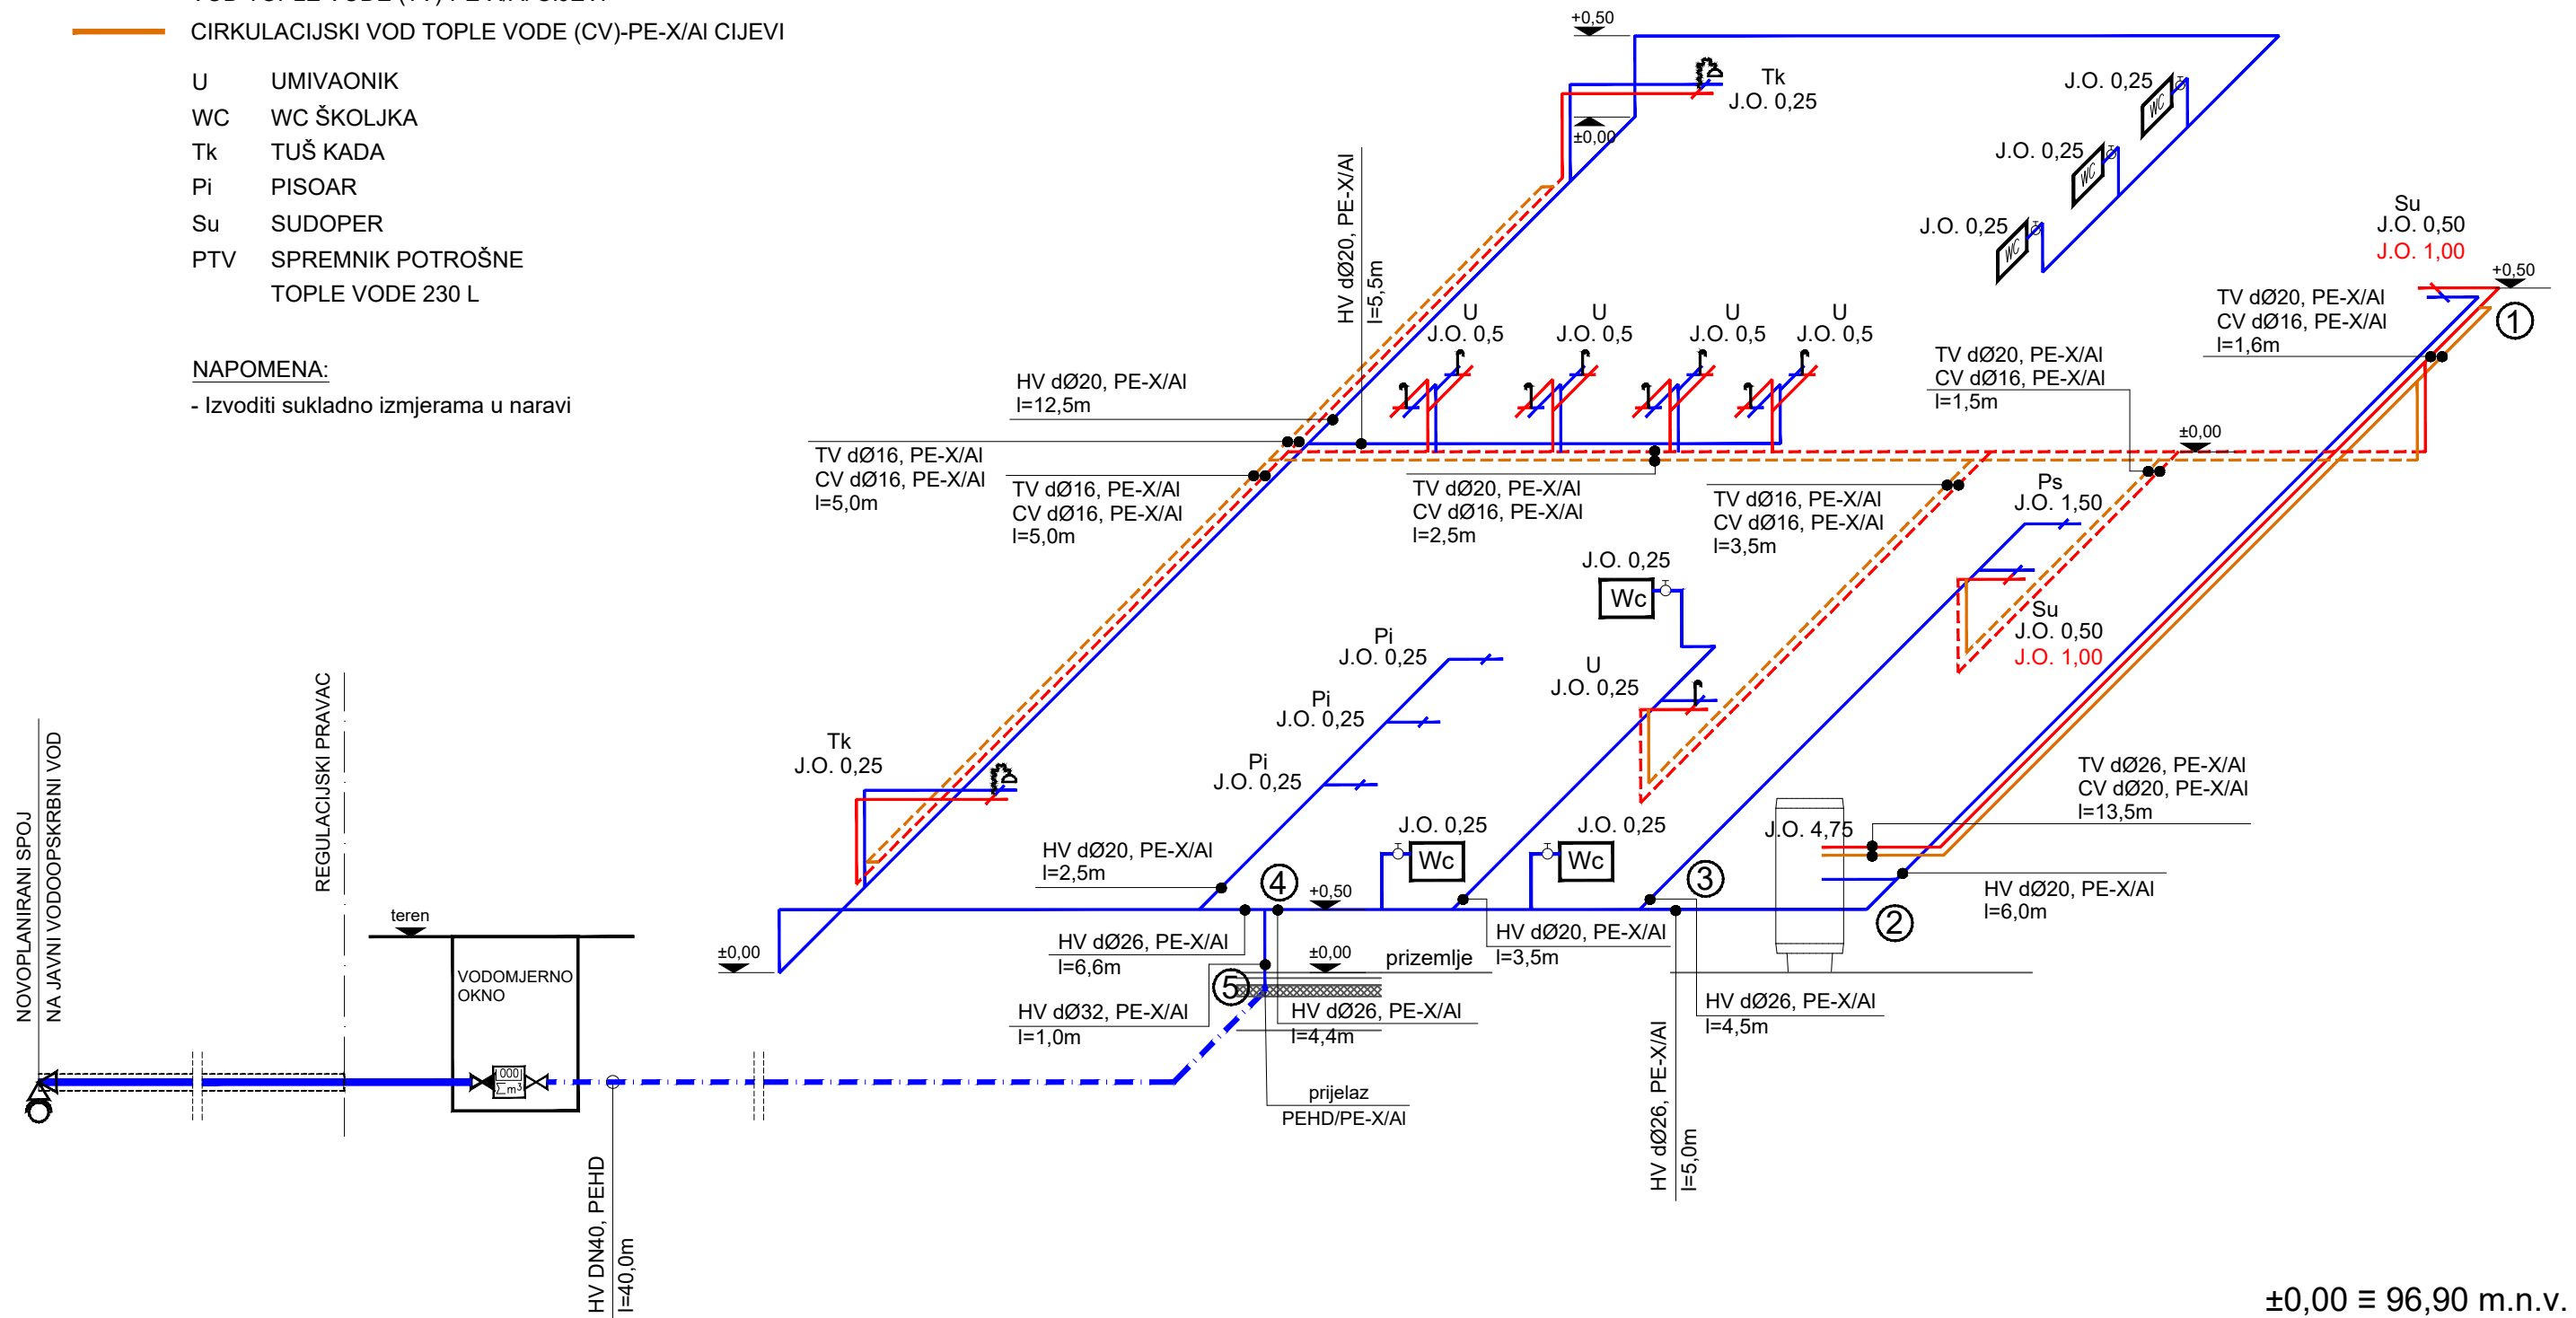 CIRKULACIJSKI VOD TOPLE VODE (CV)-PE-X/Al CIJEVI
U UMIVAONIK
WC WC ŠKOLJKA
Tk TUŠ KADA
Pi PISOAR
Su SUDOPER
PTV SPREMNIK POTROŠNE
TOPLE VODE 230 L
NAPOMENA:
- Izvoditi sukladno izmjerama u naravi
+0,50
Tk
J.O. 0,25
±0,00
HV dØ20, PE-X/Al
l=5,5m
J.O. 0,25
WC
J.O. 0,25
WC
J.O. 0,25
WC
Su
J.O. 0,50
J.O. 1,00
+0,50
1
TV dØ20, PE-X/Al
CV dØ16, PE-X/Al
l=1,6m
U
J.O. 0,5
U
J.O. 0,5
U
J.O. 0,5
U
J.O. 0,5
TV dØ20, PE-X/Al
CV dØ16, PE-X/Al
l=1,5m
±0,00
HV dØ20, PE-X/Al
l=12,5m
TV dØ16, PE-X/Al
CV dØ16, PE-X/Al
l=5,0m
TV dØ16, PE-X/Al
CV dØ16, PE-X/Al
l=5,0m
TV dØ20, PE-X/Al
CV dØ16, PE-X/Al
l=2,5m
TV dØ16, PE-X/Al
CV dØ16, PE-X/Al
l=3,5m
Ps
J.O. 1,50
J.O. 0,25
Wc
Su
J.O. 0,50
J.O. 1,00
Pi
J.O. 0,25
U
J.O. 0,25
Pi
J.O. 0,25
Pi
J.O. 0,25
Tk
J.O. 0,25
TV dØ26, PE-X/Al
CV dØ20, PE-X/Al
l=13,5m
J.O. 4,75
J.O. 0,25
Wc
J.O. 0,25
Wc
HV dØ20, PE-X/Al
l=2,5m
4
+0,50
3
2
HV dØ20, PE-X/Al
l=6,0m
NOVOPLANIRANI SPOJ
NA JAVNI VODOOPSKRBNI VOD
REGULACIJSKI PRAVAC
teren
VODOMJERNO
OKNO
000
Σm³
±0,00
HV dØ26, PE-X/Al
l=6,6m
±0,00
prizemlje
HV dØ20, PE-X/Al
l=3,5m
5
HV dØ32, PE-X/Al
l=1,0m
HV dØ26, PE-X/Al
l=4,4m
HV dØ26, PE-X/Al
l=4,5m
HV dØ26, PE-X/Al
l=5,0m
prijelaz
PEHD/PE-X/Al
HV DN40, PEHD
l=40,0m
±0,00 ≡ 96,90 m.n.v.